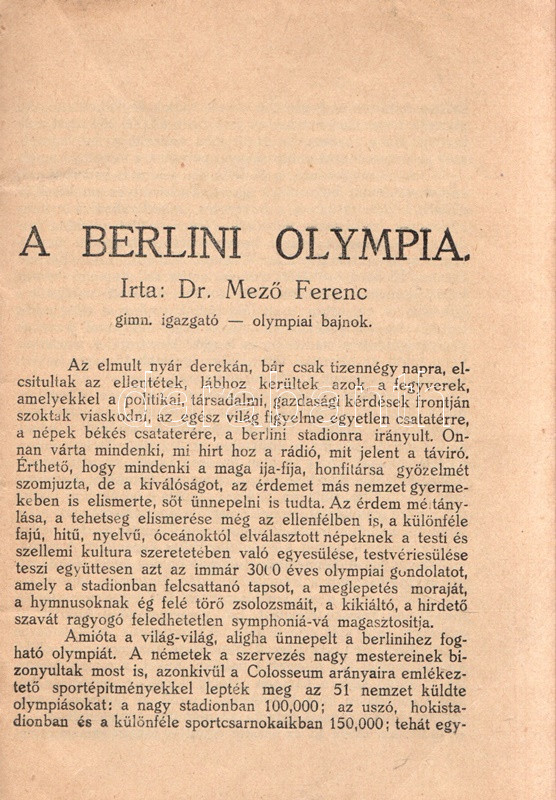 A BERLINI OLYMPIA.
Irta: Dr. Mező Ferenc
gimn. igazgató — olympiai bajnok.
Az elmult nyár derekán, bár csak tizennégy napra, el-
csitultak az ellentétek, lábhoz kerültek azok a fegyverek,
amelyekkel a politikai, társadalmi, igazdasági kérdések frontján
szoktak viaskodni, az egész világ figyelme egyetlen csatatérre,
a népek békés csataterére, a berlini stadionra irányult. On-
nan várta mindenki, mi hirt hoz a rádió, mit jelent a táviró.
Érthető, hogy mindenki a maga ija-fija, honfitársa győzelmét
szomjuzta, de a kiválóságot, az érdemet más nemzet gyerme-
keben is elismerte, sőt ünnepelni is tudta. Az érdem méltány-
lása, a tehetség elismerése még az ellenfélben is, a különféle
fajú, hitű, nyelvű, óceánoktól elválasztott népeknek a testi és
szellemi kultura szeretetében való egyesülése, testvériesülése
teszi együttesen azt az immár 3000 éves olympiai gondolatot,
amely a stadionban felcsattanó tapsot, a meglepetés moraját,
a hymnusoknak ég felé törő zsolozsmáit, a kikiáltó, a hirdető
szavát ragyogó feledhetetlen symphoniá-vá magasztositja.
Amióta a világ-világ, aligha ünnepelt a berlinihez fog-
ható olympiát. A németek a szervezés nagy mestereinek bi-
zonyultak most is, azonkivül a Colosseum arányaira emlékez-
tető sportépitményekkel lepték meg az 51 nemzet küldte
olympiásokat: a nagy stadionban 100,000; az uszó, hokista-
dionban és a különféle sportcsarnokaikban 150,000; tehát egy-